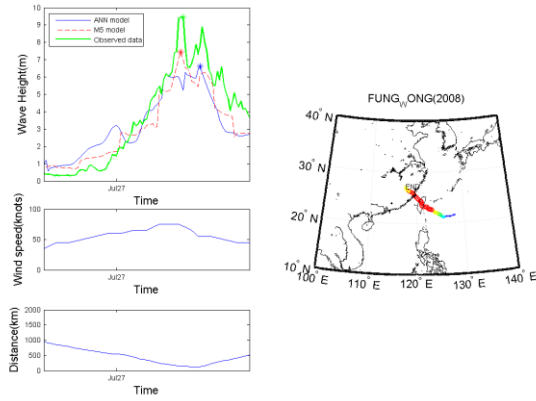 ANN model
M5 model
Observed data
Wave Height(m)
10
9
8
7
6
5
4
3
2
1
0
Jul27
Time
Wind speed(knots)
100
50
0
Jul27
Time
Distance(km)
2000
1500
1000
500
0
Jul27
Time
FUNG_WONG(2008)
40° N
30° N
20° N
10° N
100° E
110° E
120° E
130° E
140° E